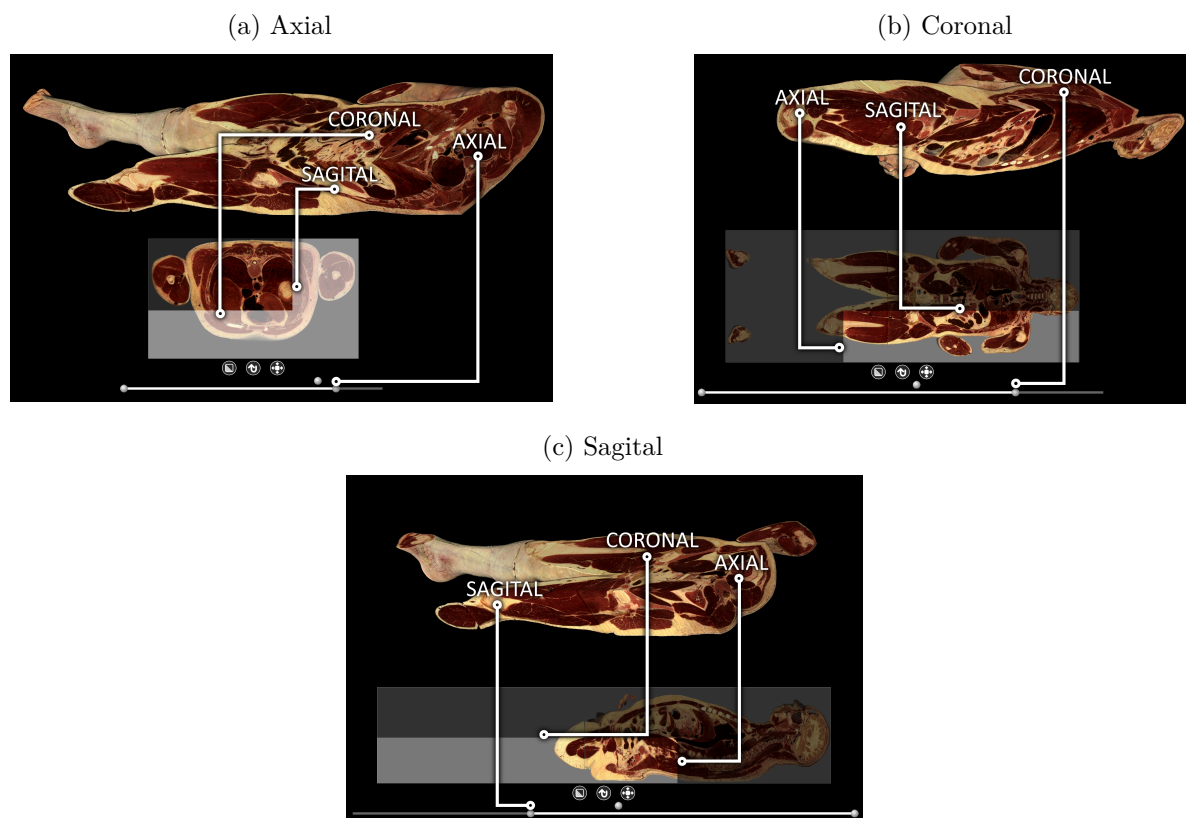 (a) Axial
(b) Coronal
CORONAL
AXIAL
SAGITAL
CORONAL
AXIAL
SAGITAL
(c) Sagital
CORONAL
AXIAL
SAGITAL